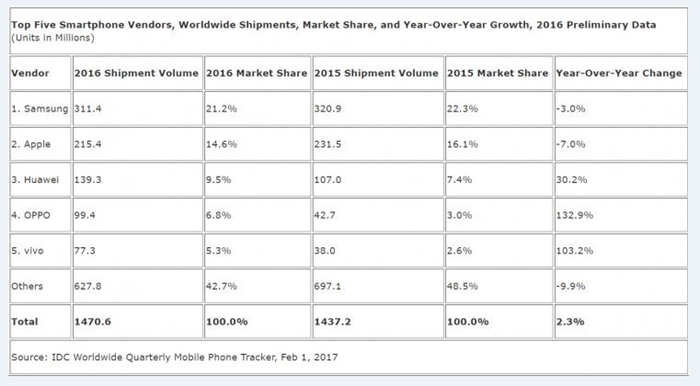 Top Five Smartphone Vendors, Worldwide Shipments, Market Share, and Year-Over-Year Growth, 2016 Preliminary Data
(Units in Millions)
Vendor 2016 Shipment Volume 2016 Market Share 2015 Shipment Volume 2015 Market Share Year-Over-Year Change
1. Samsung 311.4 21.2% 320.9 22.3% -3.0%
2. Apple 215.4 14.6% 231.5 16.1% -7.0%
3. Huawei 139.3 9.5% 107.0 7.4% 30.2%
4. OPPO 99.4 6.8% 42.7 3.0% 132.9%
5. vivo 77.3 5.3% 38.0 2.6% 103.2%
Others 627.8 42.7% 697.1 48.5% -9.9%
Total 1470.6 100.0% 1437.2 100.0% 2.3%
Source: IDC Worldwide Quarterly Mobile Phone Tracker, Feb 1, 2017